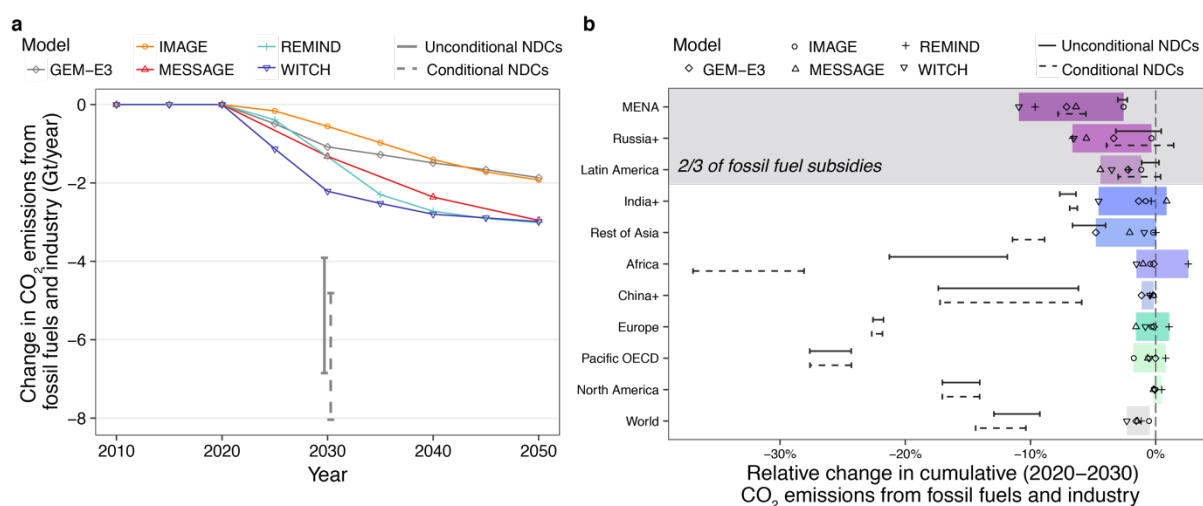 a
Model
IMAGE
REMIND
Unconditional NDCs
GEM−E3
MESSAGE
WITCH
Conditional NDCs
Change in CO2 emissions from
fossil fuels and industry (Gt/year)
0
−2
−4
−6
−8
2010
2020
2030
2040
2050
Year
b
Model
IMAGE
REMIND
Unconditional NDCs
GEM−E3
MESSAGE
WITCH
Conditional NDCs
MENA
Russia+
Latin America
2/3 of fossil fuel subsidies
India+
Rest of Asia
Africa
China+
Europe
Pacific OECD
North America
World
−30%
−20%
−10%
0%
Relative change in cumulative (2020−2030)
CO2 emissions from fossil fuels and industry